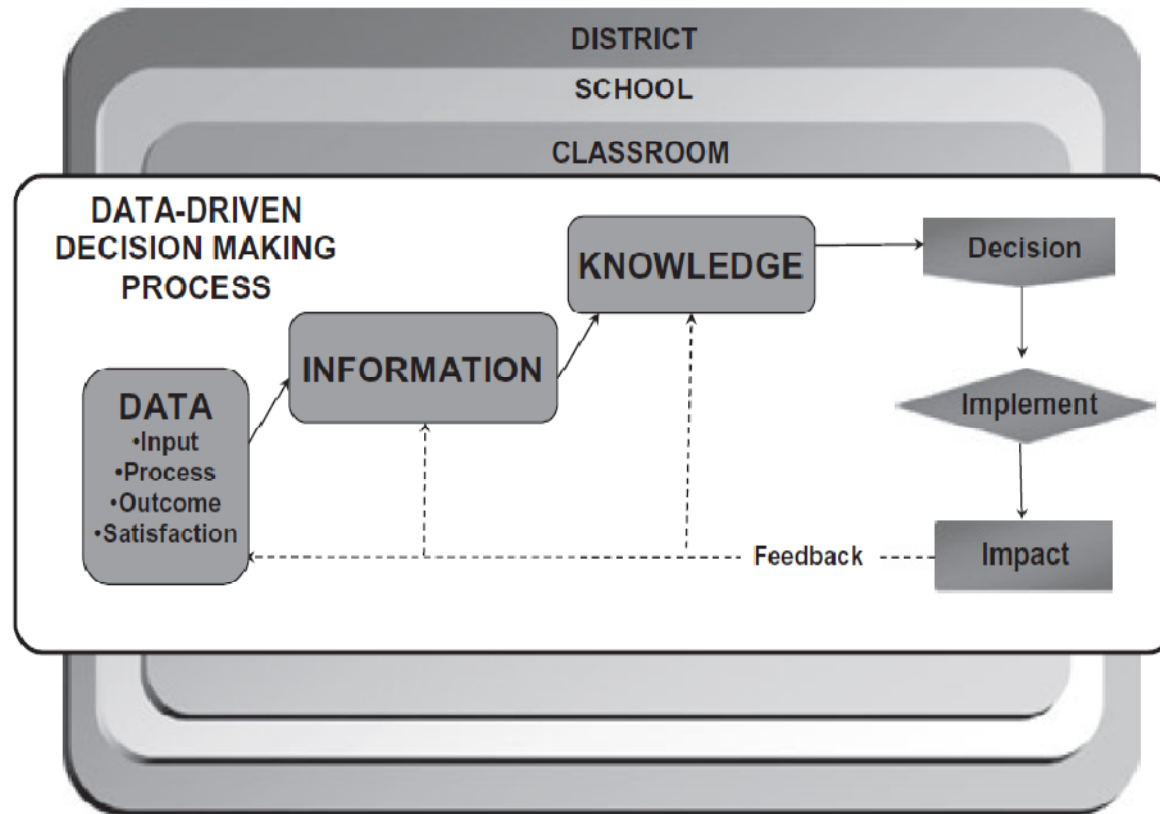 DISTRICT
SCHOOL
CLASSROOM
DATA-DRIVEN
DECISION MAKING
PROCESS
KNOWLEDGE
Decision
INFORMATION
DATA
•Input
•Process
•Outcome
•Satisfaction
Implement
Feedback
Impact